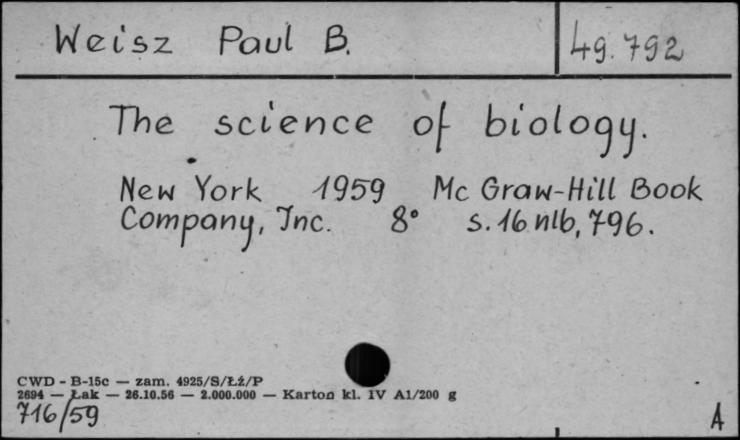 Weisz Paul B.
49.792
The science of biology.
New York 1959 Mc Graw-Hill Book
Company, Inc. 8° s. 16 nlb, 796.
CWD - B-15c — zam. 4925/S/Łź/P
2694 — Łak — 26.10.56 — 2.000.000 — Karton kl. IV A1/200 g
716/59
A